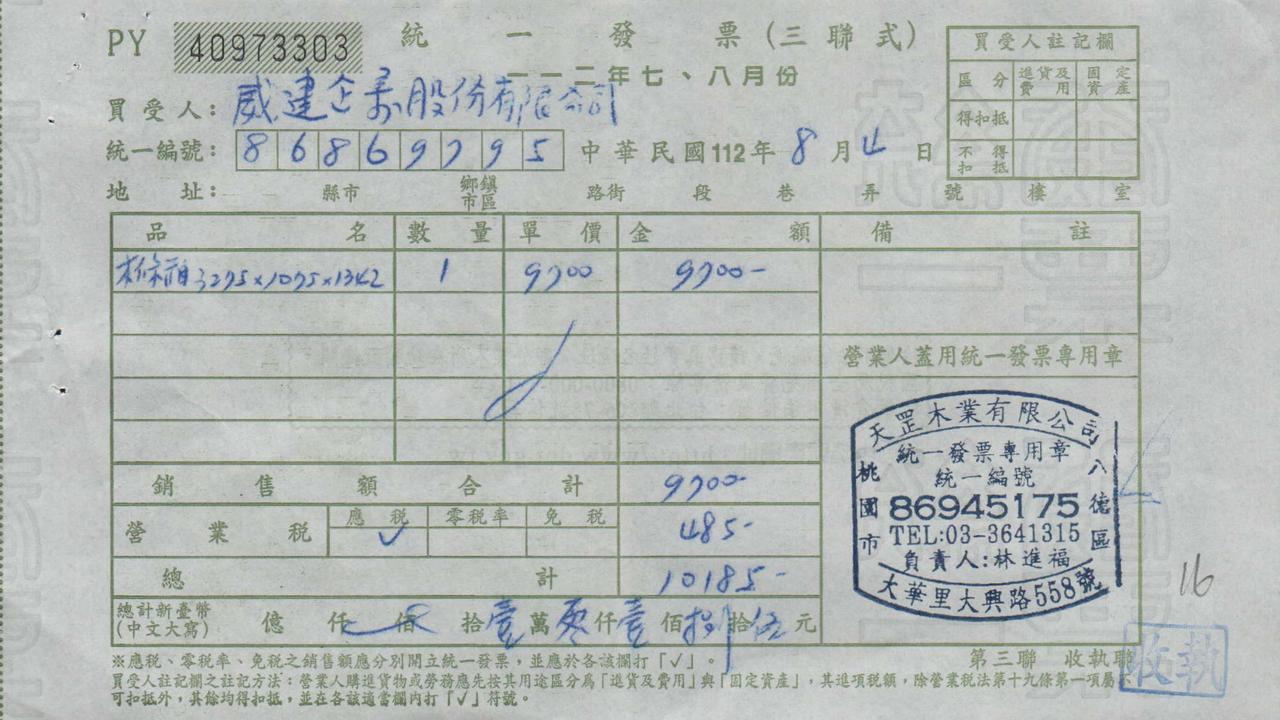 PY 40973303 統一發票(三聯式)
一一二年七、八月份
買受人註記欄
區分 進貨及費用 固定資產
得扣抵
不得扣抵
買受人: 威建企業股份有限公司
統一編號: 86869795 中華民國112年8月4日
地址: 縣市 鄉鎮市區 路街 段 巷 弄 號 樓 室
品名 數量 單價 金額 備註
木條箱3275x1075x1342 1 9700 9700-
營業人蓋用統一發票專用章
銷售額合計 9700-
營業稅 應稅 ✓ 零稅率 免稅 485-
總計 10185-
總計新臺幣(中文大寫) 億 仟 佰 拾壹萬零仟壹佰捌拾伍元
天罡木業有限公司
統一發票專用章
統一編號
86945175
TEL:03-3641315
負責人:林進福
桃園市
八德區
大華里大興路558號
16
※應稅、零稅率、免稅之銷售額應分別開立統一發票,並應於各該欄打「✓」。
第三聯 收執聯
收執
買受人註記欄之註記方法:營業人購進貨物或勞務應先按其用途區分為「進貨及費用」與「固定資產」,其進項稅額,除營業稅法第十九條第一項屬不
可扣抵外,其餘均得扣抵,並在各該適當欄內打「✓」符號。